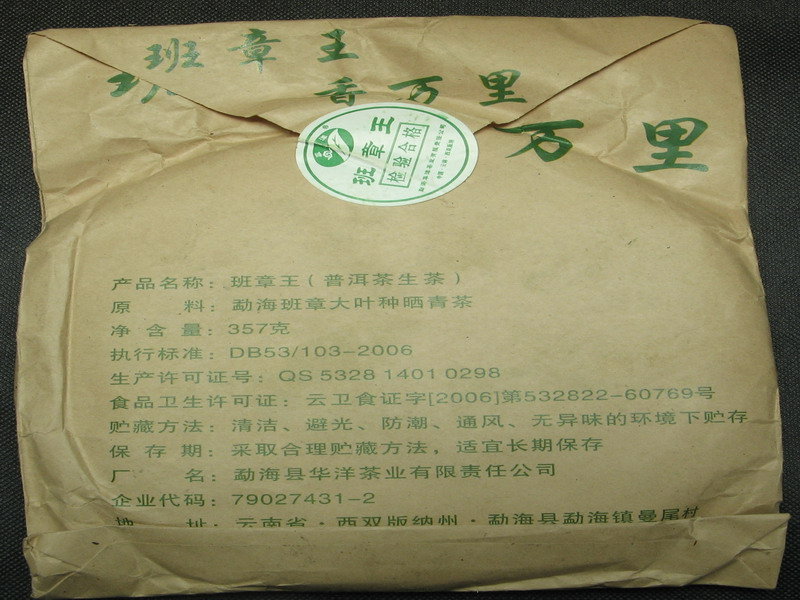 班章王
班
香万里
万里
班章王
检验合格
产品名称：班章王（普洱茶生茶）
原 料：勐海班章大叶种晒青茶
净 含 量：357克
执行标准：DB53/103-2006
生产许可证号：QS 5328 1401 0298
食品卫生许可证：云卫食证字[2006]第532822-60769号
贮藏方法：清洁、避光、防潮、通风、无异味的环境下贮存
保 存 期：采取合理贮藏方法，适宜长期保存
厂 名：勐海县华洋茶业有限责任公司
企业代码：79027431-2
地 址：云南省·西双版纳州·勐海县勐海镇曼尾村